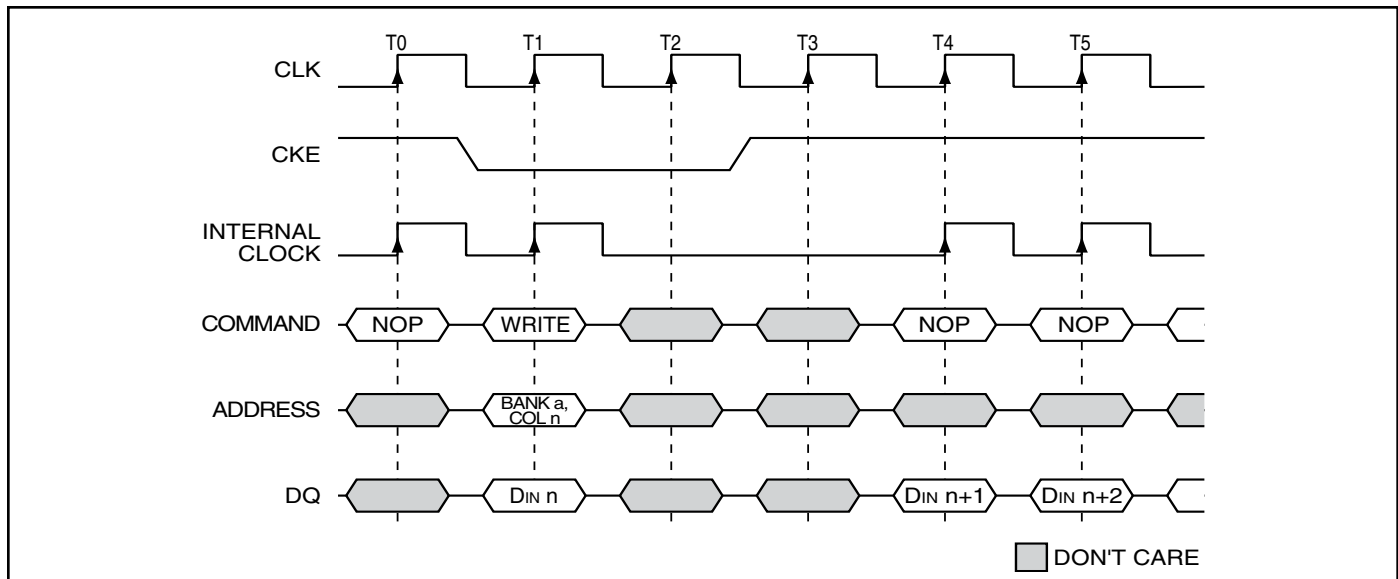 T0 T1 T2 T3 T4 T5
CLK
CKE
INTERNAL
CLOCK
COMMAND NOP WRITE NOP NOP
ADDRESS BANK a,
COL n
DQ DIN n DIN n+1 DIN n+2
DON'T CARE